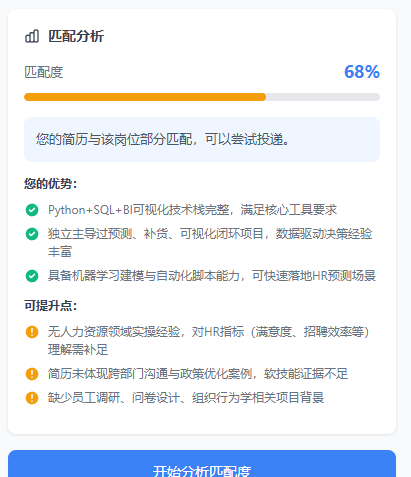 匹配分析
匹配度
68%
您的简历与该岗位部分匹配，可以尝试投递。
您的优势：
Python+SQL+BI可视化技术栈完整，满足核心工具要求
独立主导过预测、补货、可视化闭环项目，数据驱动决策经验
丰富
具备机器学习建模与自动化脚本能力，可快速落地HR预测场景
可提升点：
无人力资源领域实操经验，对HR指标（满意度、招聘效率等）
理解需补足
简历未体现跨部门沟通与政策优化案例，软技能证据不足
缺少员工调研、问卷设计、组织行为学相关项目背景
开始分析匹配度